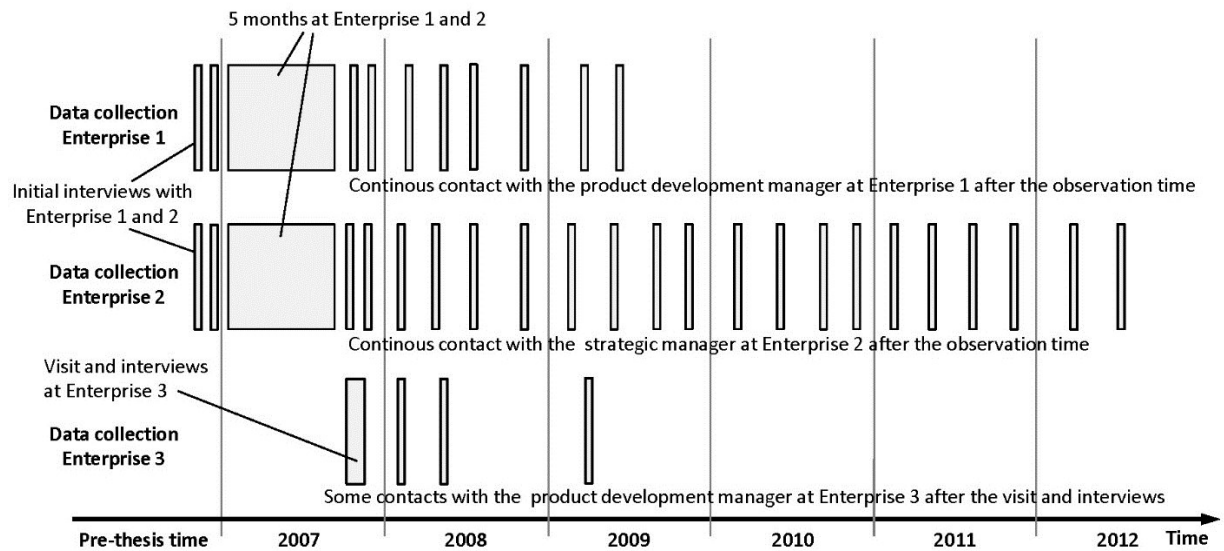 5 months at Enterprise 1 and 2
Data collection
Enterprise 1
Continous contact with the product development manager at Enterprise 1 after the observation time
Initial interviews with
Enterprise 1 and 2
Data collection
Enterprise 2
Continous contact with the strategic manager at Enterprise 2 after the observation time
Visit and interviews
at Enterprise 3
Data collection
Enterprise 3
Some contacts with the product development manager at Enterprise 3 after the visit and interviews
Pre-thesis time 2007 2008 2009 2010 2011 2012 Time